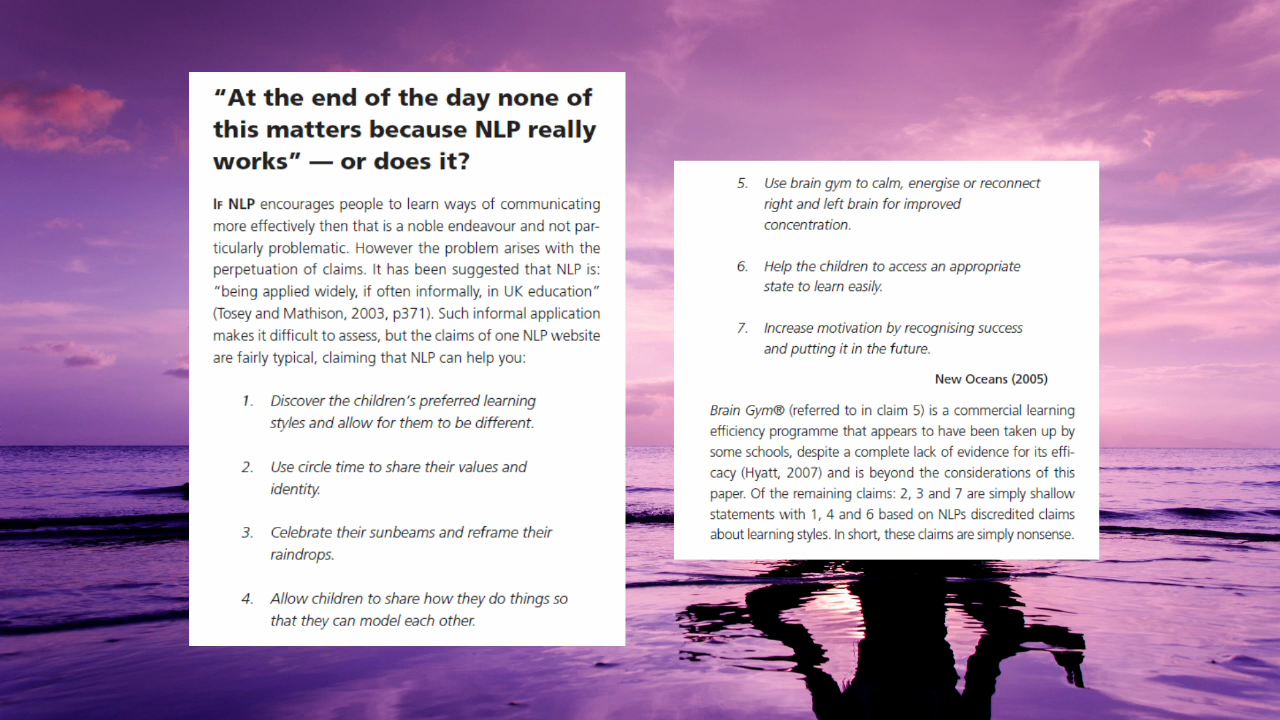 “At the end of the day none of
this matters because NLP really
works” — or does it?
IF NLP encourages people to learn ways of communicating
more effectively then that is a noble endeavour and not par-
ticularly problematic. However the problem arises with the
perpetuation of claims. It has been suggested that NLP is:
“being applied widely, if often informally, in UK education”
(Tosey and Mathison, 2003, p371). Such informal application
makes it difficult to assess, but the claims of one NLP website
are fairly typical, claiming that NLP can help you:
1. Discover the children’s preferred learning
styles and allow for them to be different.
2. Use circle time to share their values and
identity.
3. Celebrate their sunbeams and reframe their
raindrops.
4. Allow children to share how they do things so
that they can model each other.
5. Use brain gym to calm, energise or reconnect
right and left brain for improved
concentration.
6. Help the children to access an appropriate
state to learn easily.
7. Increase motivation by recognising success
and putting it in the future.
New Oceans (2005)
Brain Gym® (referred to in claim 5) is a commercial learning
efficiency programme that appears to have been taken up by
some schools, despite a complete lack of evidence for its effi-
cacy (Hyatt, 2007) and is beyond the considerations of this
paper. Of the remaining claims: 2, 3 and 7 are simply shallow
statements with 1, 4 and 6 based on NLPs discredited claims
about learning styles. In short, these claims are simply nonsense.